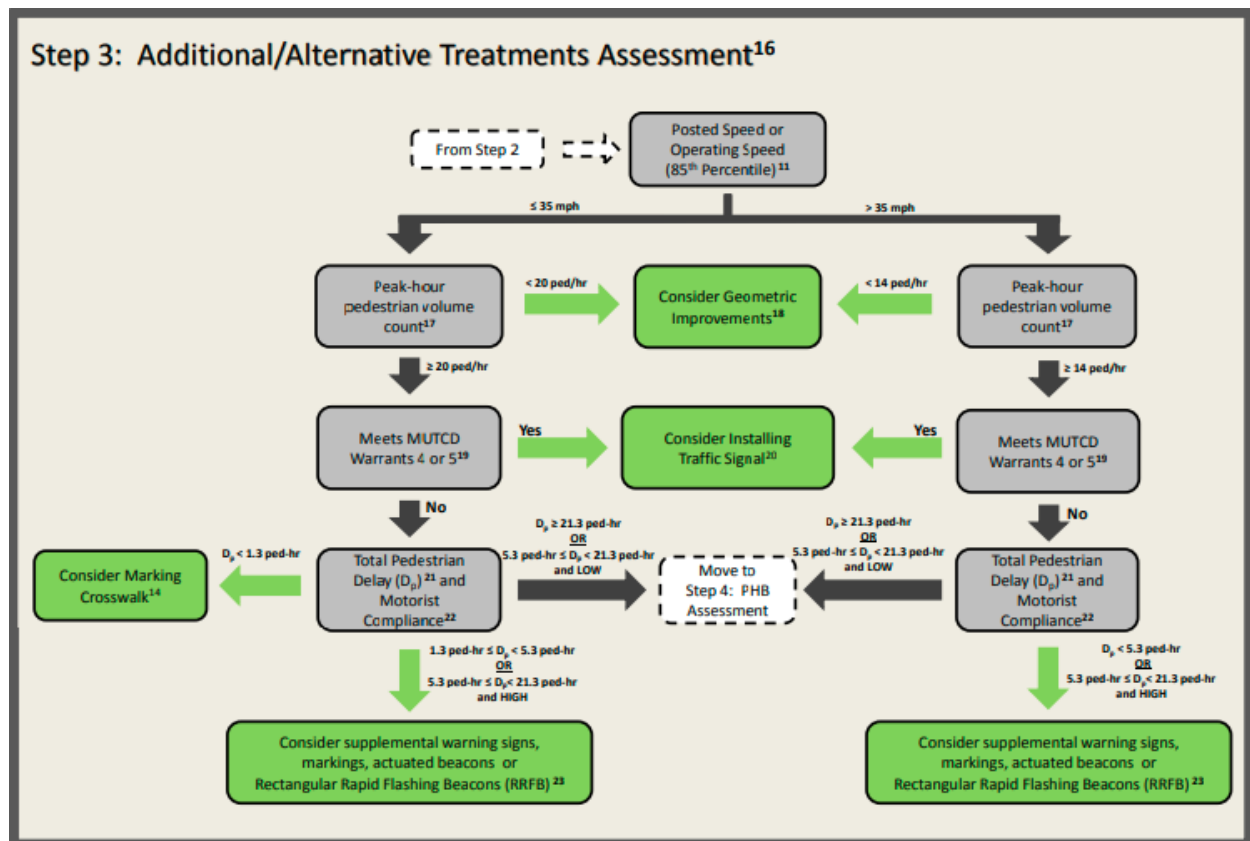 Step 3: Additional/Alternative Treatments Assessment16
From Step 2
Posted Speed or
Operating Speed
(85th Percentile) 11
≤ 35 mph
> 35 mph
Peak-hour
pedestrian volume
count17
< 20 ped/hr
Consider Geometric
Improvements18
< 14 ped/hr
Peak-hour
pedestrian volume
count17
≥ 20 ped/hr
≥ 14 ped/hr
Meets MUTCD
Warrants 4 or 519
Yes
Consider Installing
Traffic Signal20
Yes
Meets MUTCD
Warrants 4 or 519
No
No
Consider Marking
Crosswalk14
Dp < 1.3 ped-hr
Total Pedestrian
Delay (Dp) 21 and
Motorist
Compliance22
Dp ≥ 21.3 ped-hr
OR
5.3 ped-hr ≤ Dp < 21.3 ped-hr
and LOW
Move to
Step 4: PHB
Assessment
Dp ≥ 21.3 ped-hr
OR
5.3 ped-hr ≤ Dp < 21.3 ped-hr
and LOW
Total Pedestrian
Delay (Dp) 21 and
Motorist
Compliance22
1.3 ped-hr ≤ Dp < 5.3 ped-hr
OR
5.3 ped-hr ≤ Dp< 21.3 ped-hr
and HIGH
Dp < 5.3 ped-hr
OR
5.3 ped-hr ≤ Dp< 21.3 ped-hr
and HIGH
Consider supplemental warning signs,
markings, actuated beacons or
Rectangular Rapid Flashing Beacons (RRFB) 23
Consider supplemental warning signs,
markings, actuated beacons or
Rectangular Rapid Flashing Beacons (RRFB) 23